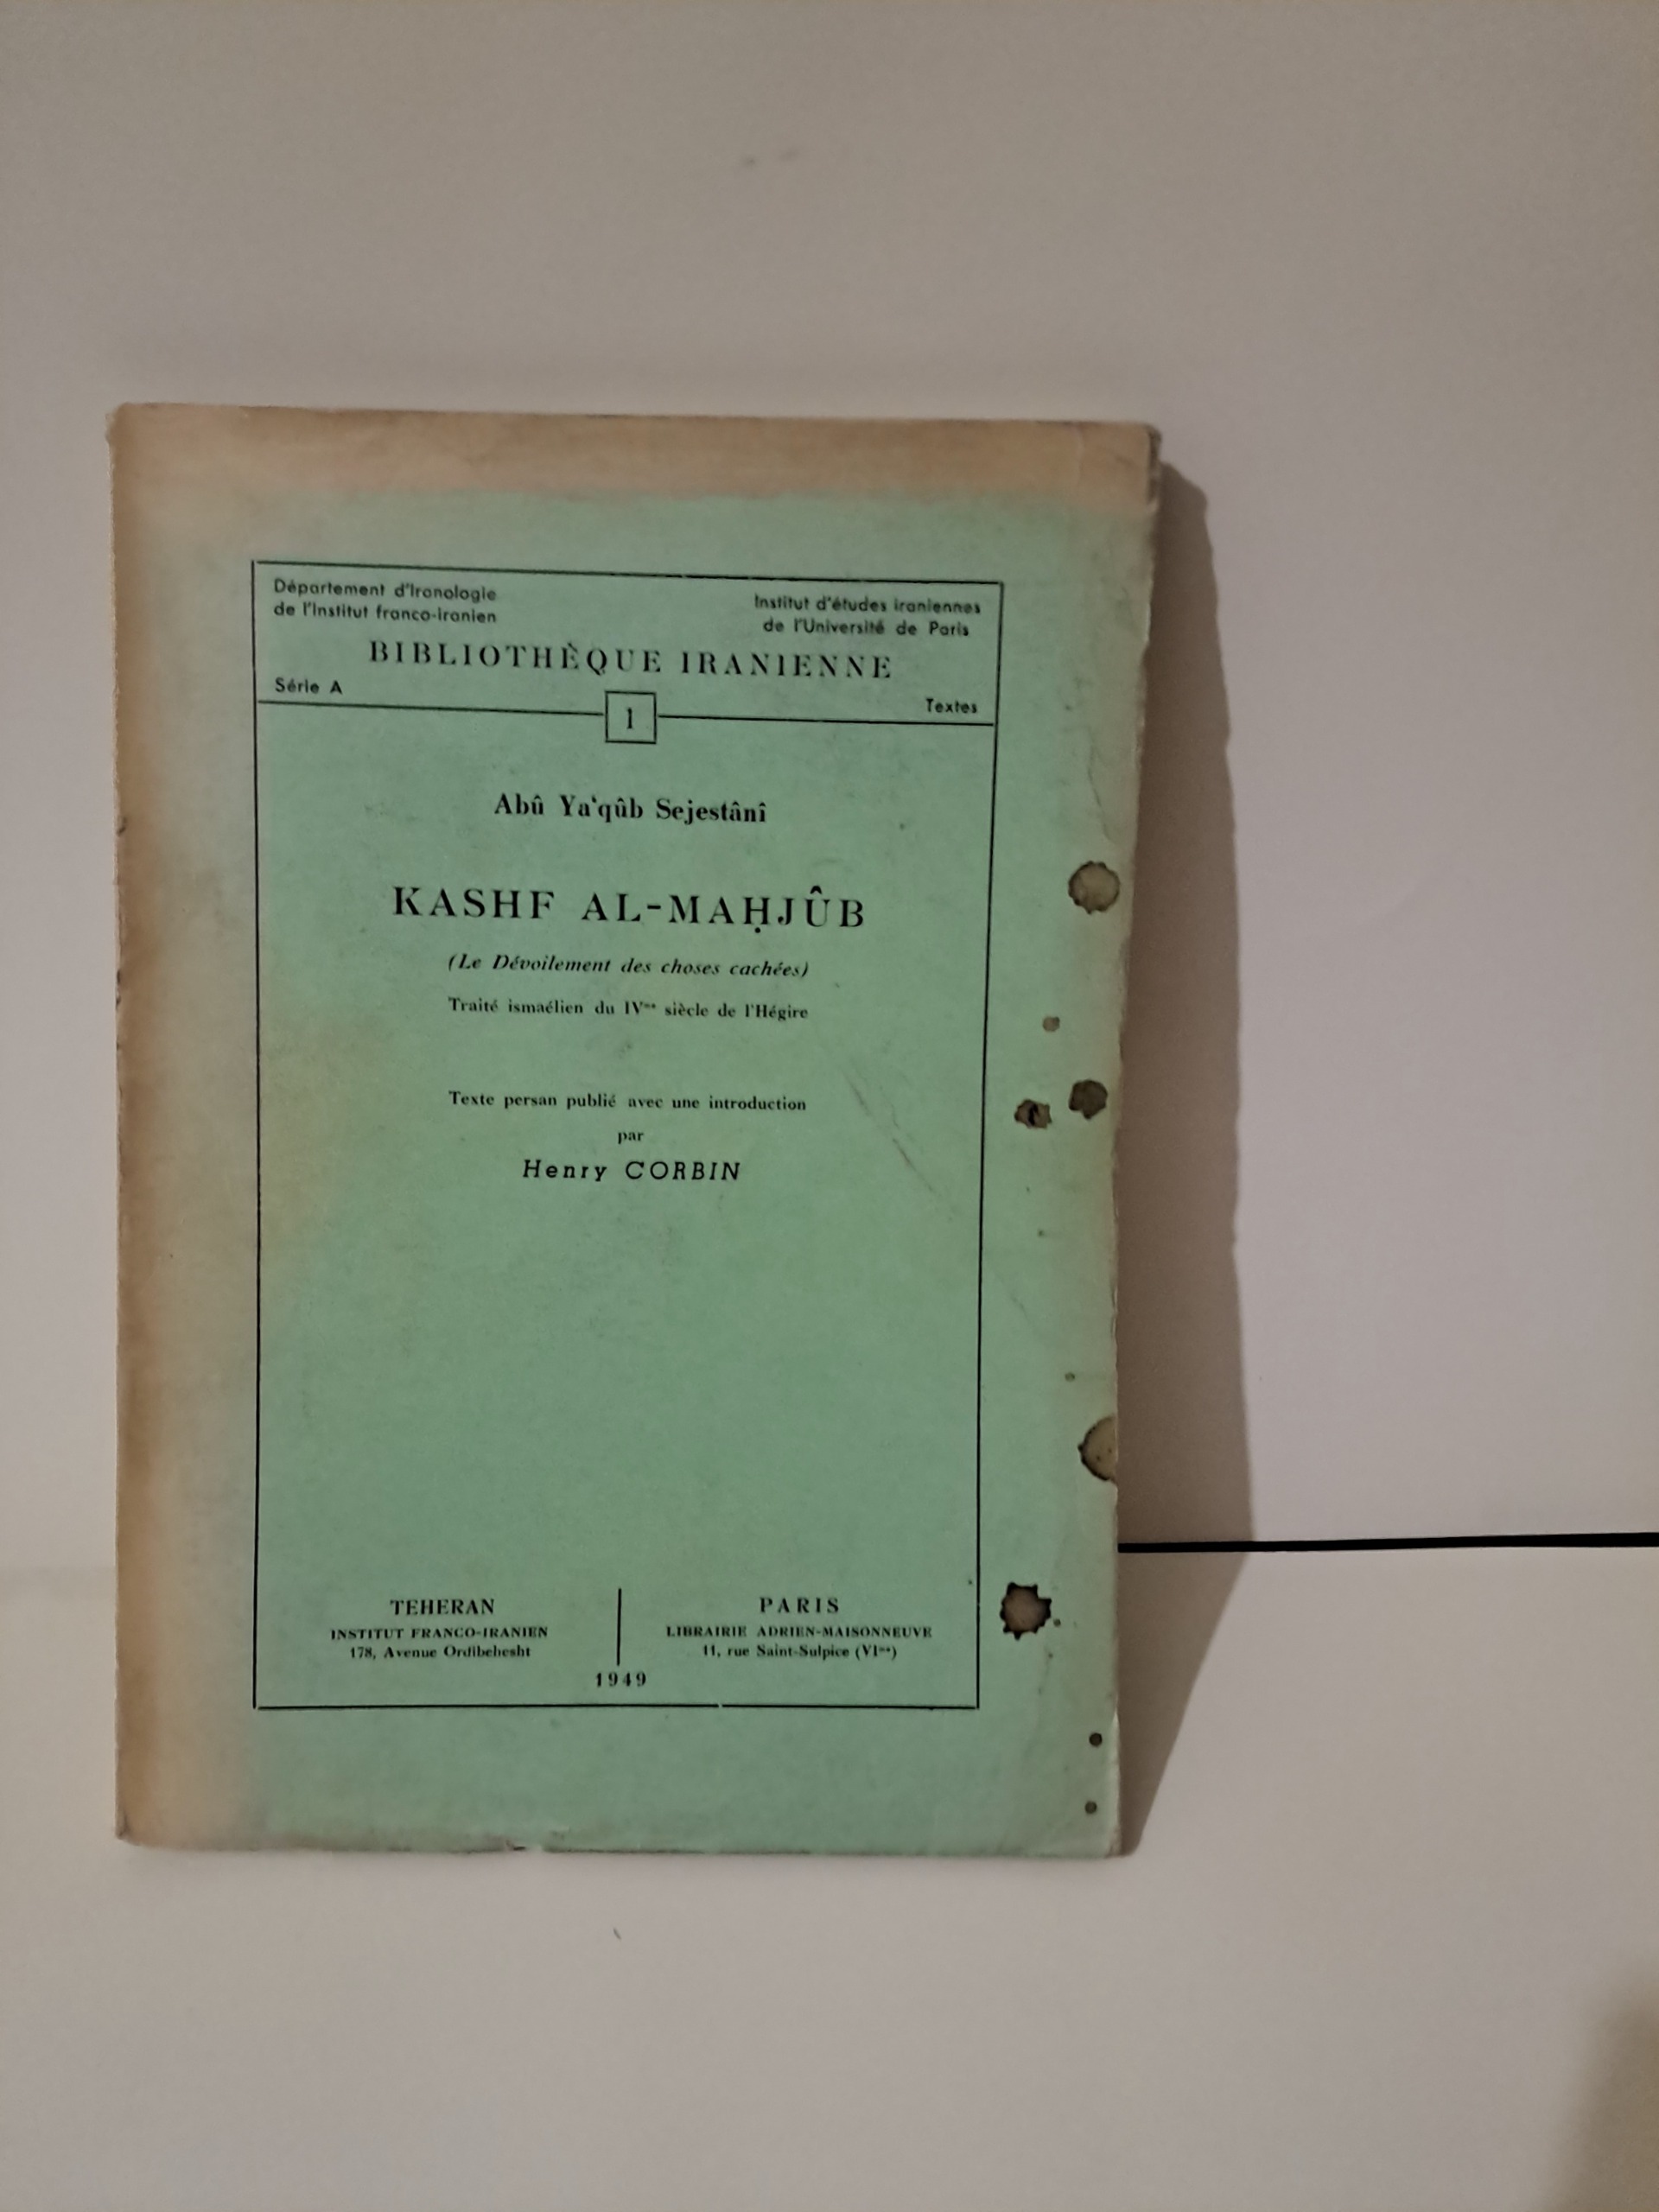 Département d'Iranologie
de l'Institut franco-iranien
Institut d'études iraniennes
de l'Université de Paris
BIBLIOTHÈQUE IRANIENNE
Série A
1
Textes
Abû Ya‘qûb Sejestânî
KASHF AL-MAḤJÛB
(Le Dévoilement des choses cachées)
Traité ismaélien du IVme siècle de l'Hégire
Texte persan publié avec une introduction
par
Henry CORBIN
TEHERAN
INSTITUT FRANCO-IRANIEN
178, Avenue Ordibehesht
PARIS
LIBRAIRIE ADRIEN-MAISONNEUVE
11, rue Saint-Sulpice (VIme)
1949